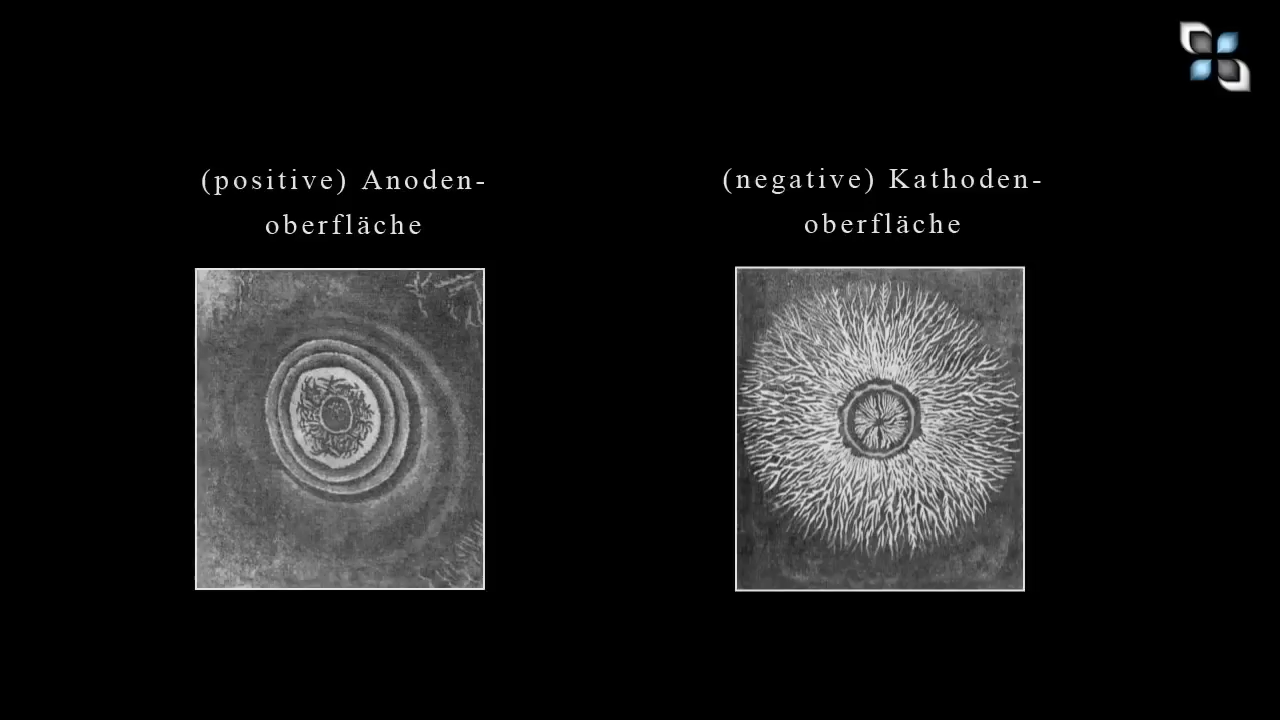 (positive) Anoden-
oberfläche
(negative) Kathoden-
oberfläche